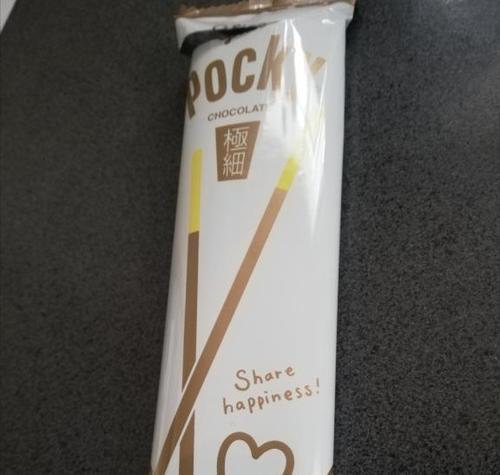 POCKY
CHOCOLATE
極
細
Share
happiness!